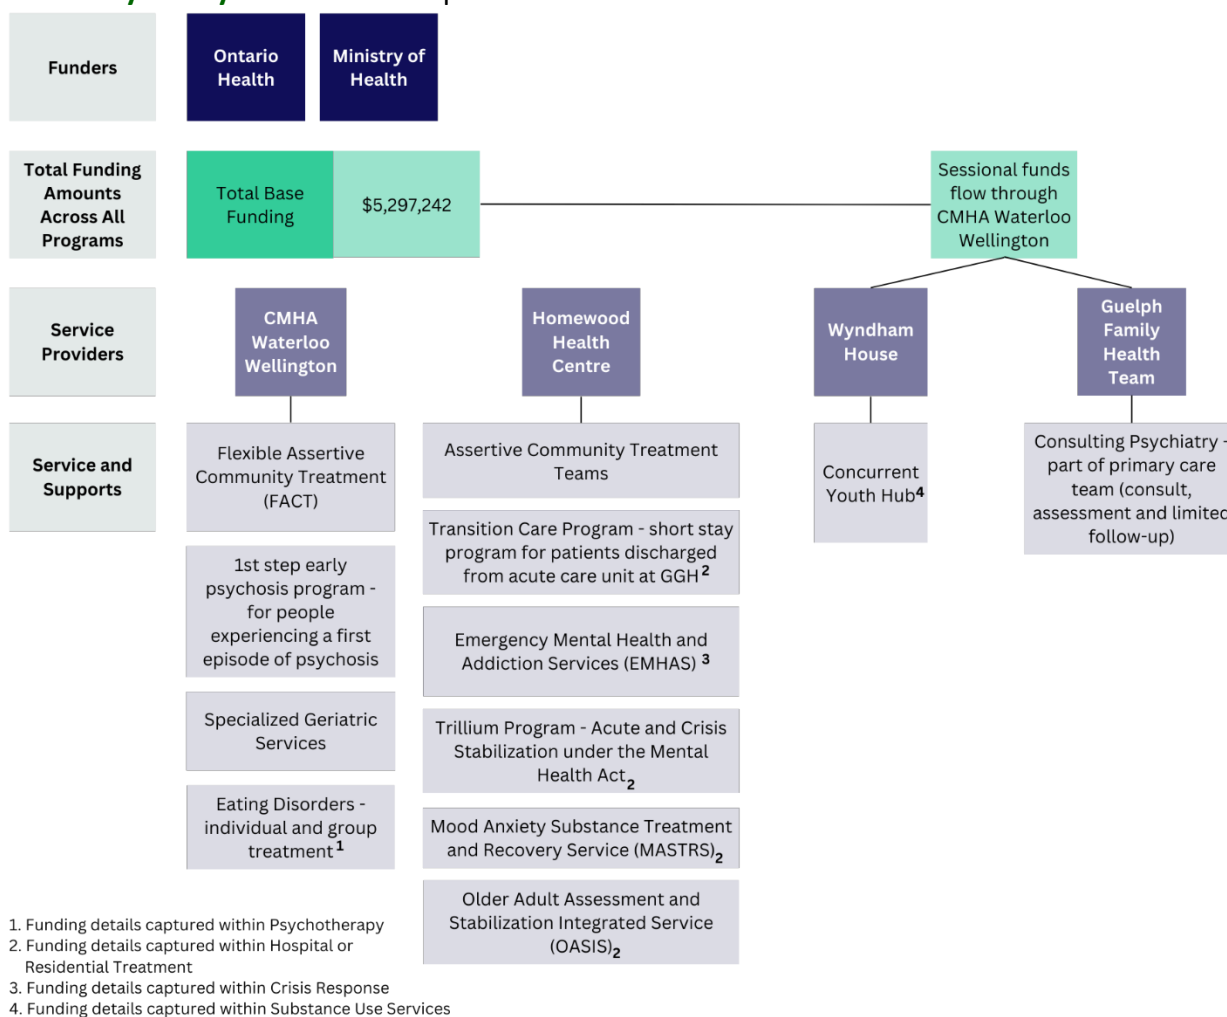 Funders
Ontario
Health
Ministry of
Health
Total Funding
Amounts
Across All
Programs
Total Base
Funding
$5,297,242
Sessional funds
flow through
CMHA Waterloo
Wellington
Service
Providers
CMHA
Waterloo
Wellington
Homewood
Health
Centre
Wyndham
House
Guelph
Family
Health
Team
Service and
Supports
Flexible Assertive
Community Treatment
(FACT)
1st step early
psychosis program -
for people
experiencing a first
episode of psychosis
Specialized Geriatric
Services
Eating Disorders -
individual and group
treatment 1
Assertive Community Treatment
Teams
Transition Care Program - short stay
program for patients discharged
from acute care unit at GGH 2
Emergency Mental Health and
Addiction Services (EMHAS) 3
Trillium Program - Acute and Crisis
Stabilization under the Mental
Health Act 2
Mood Anxiety Substance Treatment
and Recovery Service (MASTRS) 2
Older Adult Assessment and
Stabilization Integrated Service
(OASIS) 2
Concurrent
Youth Hub 4
Consulting Psychiatry -
part of primary care
team (consult,
assessment and limited
follow-up)
1. Funding details captured within Psychotherapy
2. Funding details captured within Hospital or
Residential Treatment
3. Funding details captured within Crisis Response
4. Funding details captured within Substance Use Services